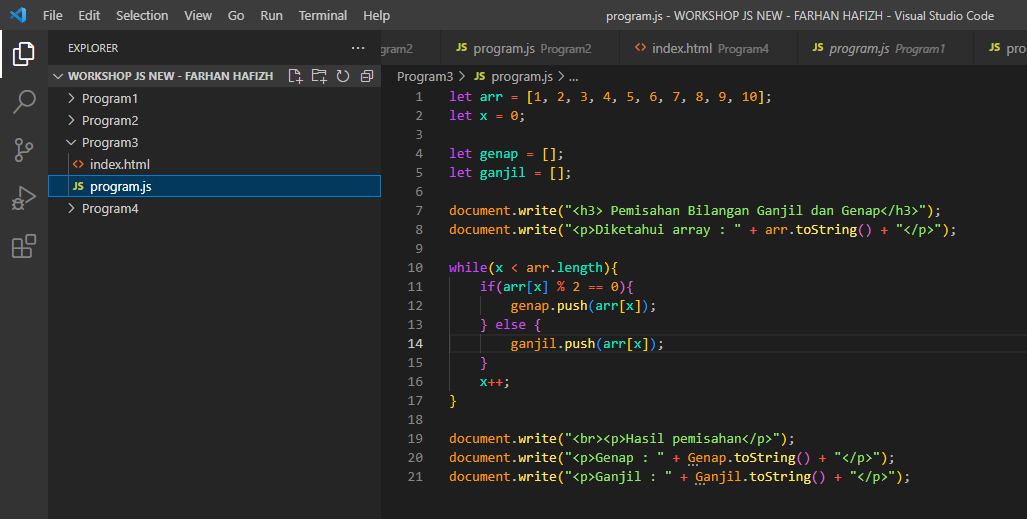 File Edit Selection View Go Run Terminal Help program.js - WORKSHOP JS NEW - FARHAN HAFIZH - Visual Studio Code
EXPLORER ...
WORKSHOP JS NEW - FARHAN HAFIZH
Program1
Program2
Program3
<> index.html
JS program.js
Program4
gram2 JS program.js Program2 <> index.html Program4 JS program.js Program1 JS pro
Program3 > JS program.js > ...
1 let arr = [1, 2, 3, 4, 5, 6, 7, 8, 9, 10];
2 let x = 0;
3
4 let genap = [];
5 let ganjil = [];
6
7 document.write("<h3> Pemisahan Bilangan Ganjil dan Genap</h3>");
8 document.write("<p>Diketahui array : " + arr.toString() + "</p>");
9
10 while(x < arr.length){
11 if(arr[x] % 2 == 0){
12 genap.push(arr[x]);
13 } else {
14 ganjil.push(arr[x]);
15 }
16 x++;
17 }
18
19 document.write("<br><p>Hasil pemisahan</p>");
20 document.write("<p>Genap : " + Genap.toString() + "</p>");
21 document.write("<p>Ganjil : " + Ganjil.toString() + "</p>");